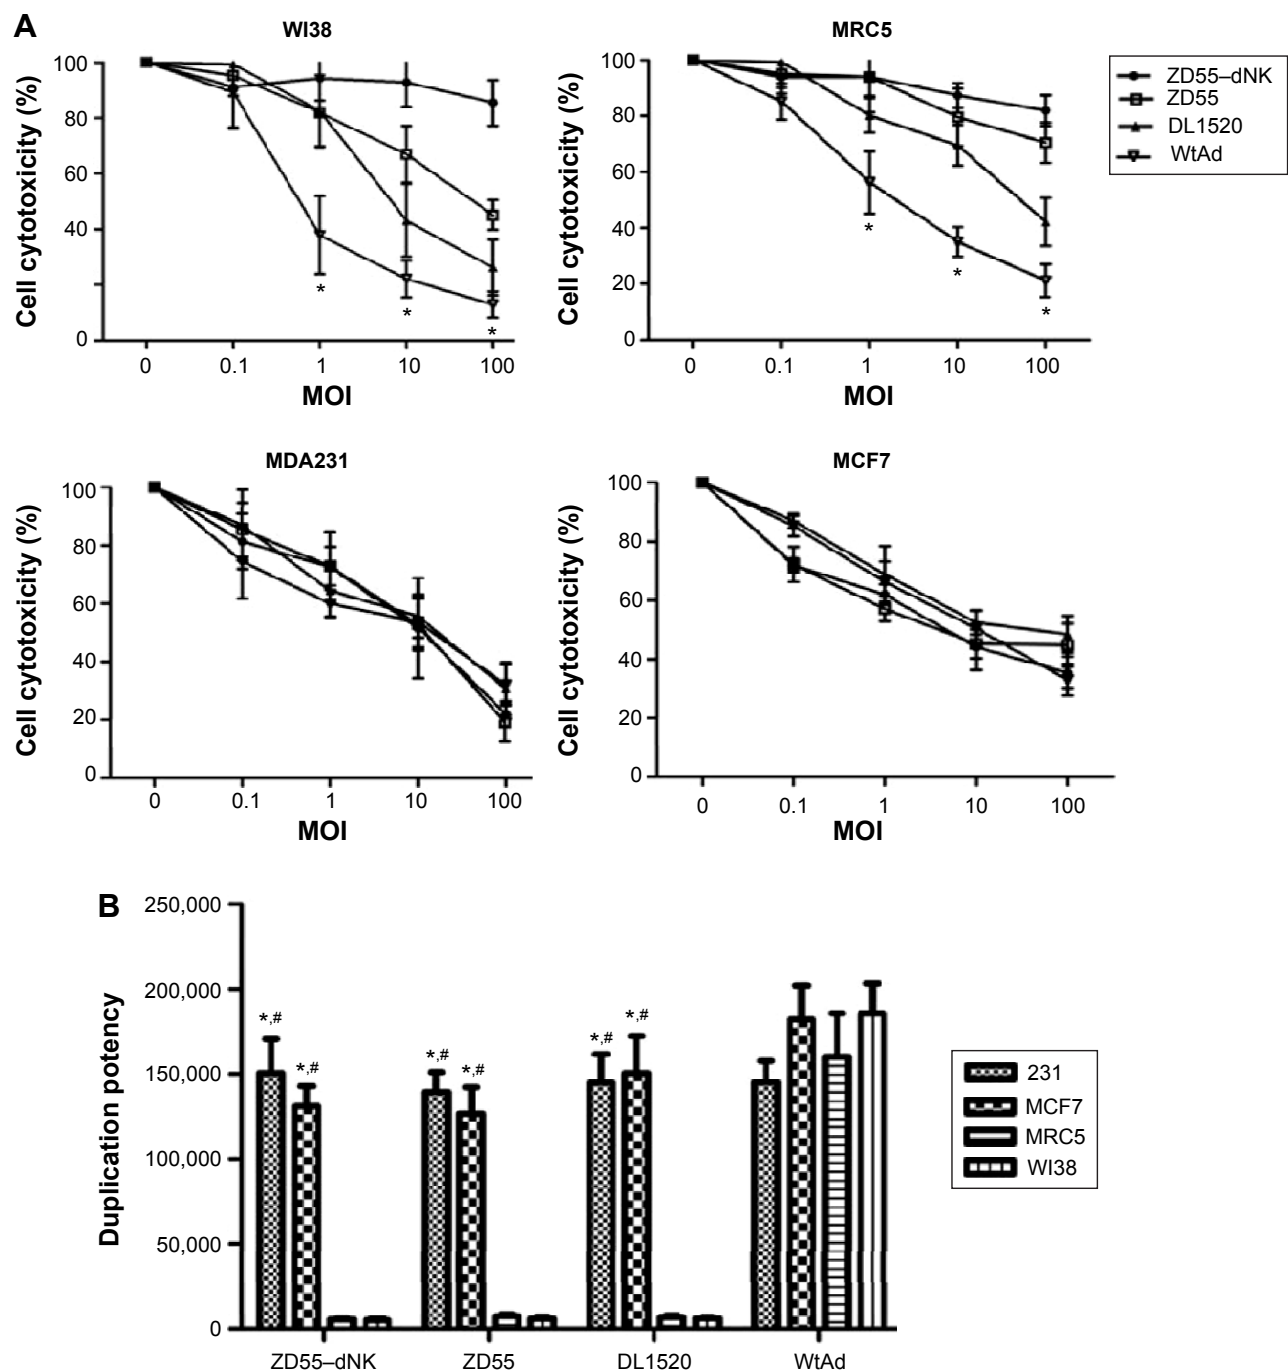 A
WI38
Cell cytotoxicity (%)
100
80
60
40
0
0 0.1 1 10 100
MOI
* * *
MRC5
Cell cytotoxicity (%)
100
80
60
40
20
0
0 0.1 1 10 100
MOI
* * *
ZD55–dNK
ZD55
DL1520
WtAd
MDA231
Cell cytotoxicity (%)
100
80
60
40
20
0
0 0.1 1 10 100
MOI
MCF7
Cell cytotoxicity (%)
100
80
60
40
20
0
0 0.1 1 10 100
MOI
B
Duplication potency
250,000
200,000
150,000
100,000
50,000
0
*,# *,# *,# *,# *,# *,#
ZD55–dNK ZD55 DL1520 WtAd
231
MCF7
MRC5
WI38